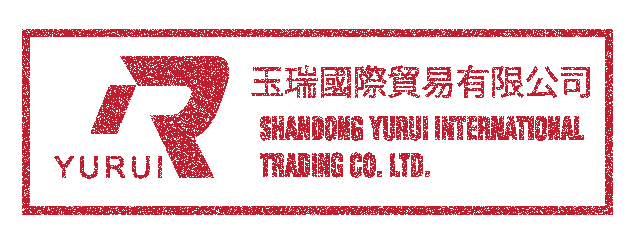 YURUI
玉瑞國際貿易有限公司
SHANDONG YURUI INTERNATIONAL
TRADING CO. LTD.